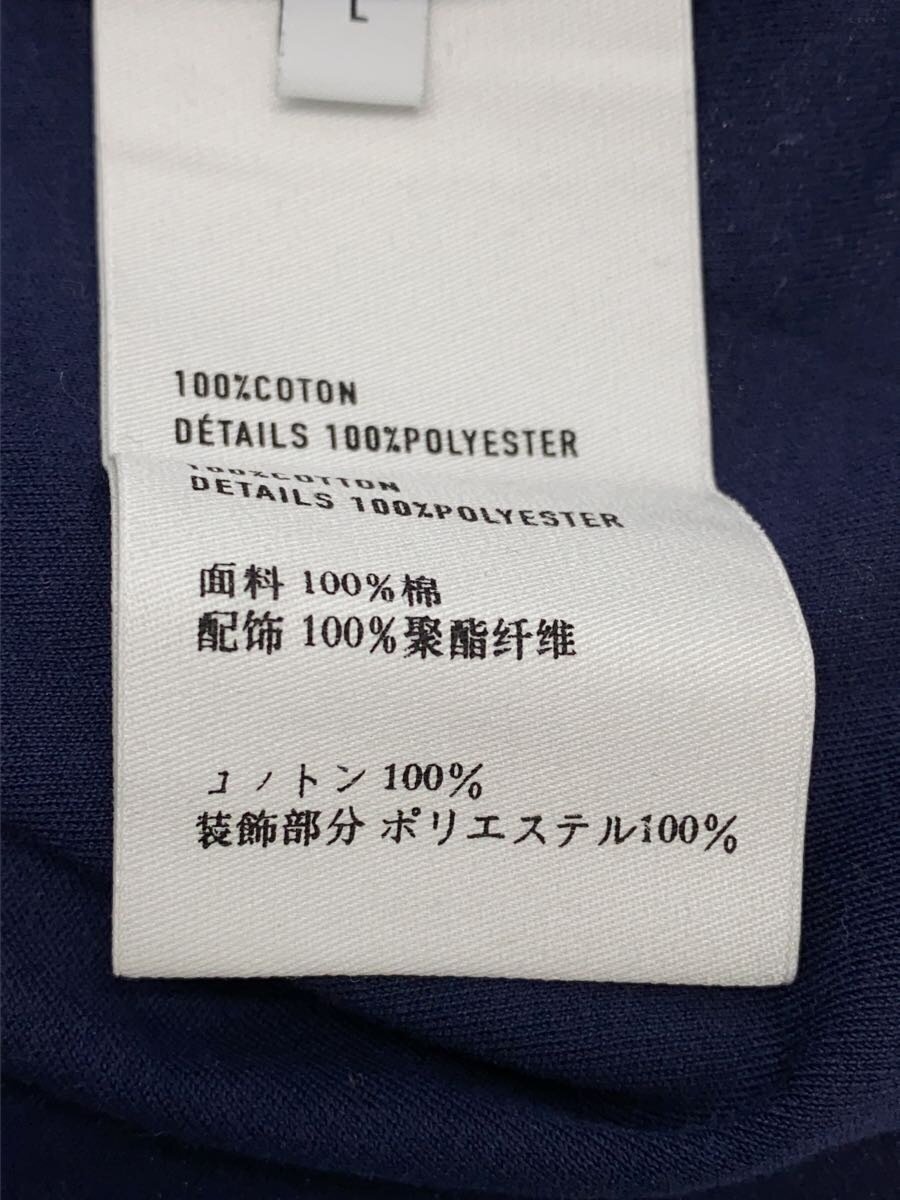 L
100%COTON
DÉTAILS 100%POLYESTER
100%COTTON
DETAILS 100%POLYESTER
面料 100%棉
配饰 100%聚酯纤维
コットン 100%
装飾部分 ポリエステル100%